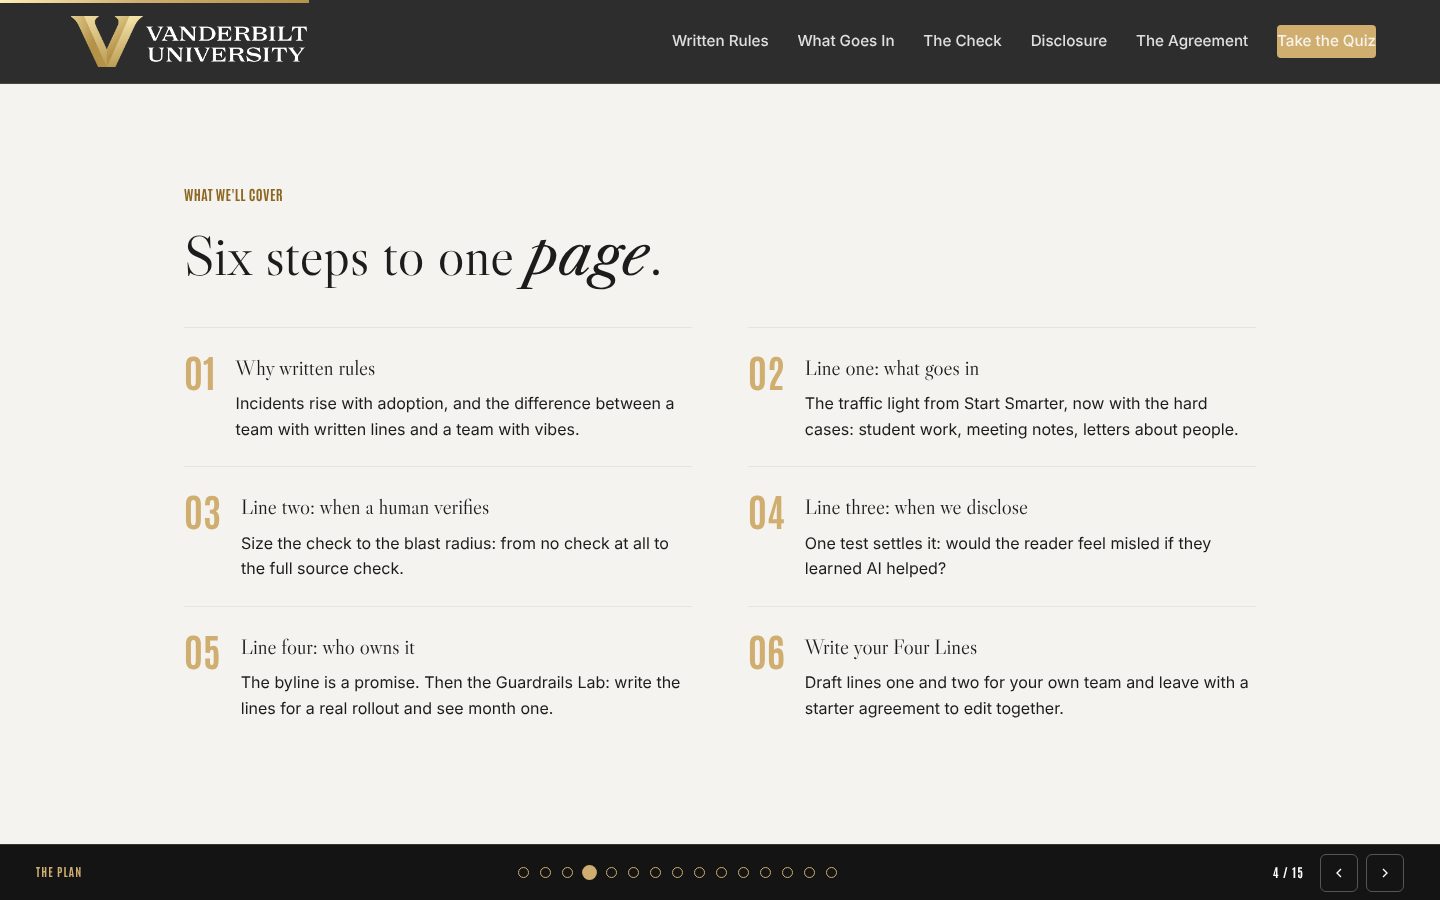 VANDERBILT
UNIVERSITY
Written Rules
What Goes In
The Check
Disclosure
The Agreement
Take the Quiz
WHAT WE'LL COVER
Six steps to one page.
01
Why written rules
Incidents rise with adoption, and the difference between a
team with written lines and a team with vibes.
02
Line one: what goes in
The traffic light from Start Smarter, now with the hard
cases: student work, meeting notes, letters about people.
03
Line two: when a human verifies
Size the check to the blast radius: from no check at all to
the full source check.
04
Line three: when we disclose
One test settles it: would the reader feel misled if they
learned AI helped?
05
Line four: who owns it
The byline is a promise. Then the Guardrails Lab: write the
lines for a real rollout and see month one.
06
Write your Four Lines
Draft lines one and two for your own team and leave with a
starter agreement to edit together.
THE PLAN
4 / 15